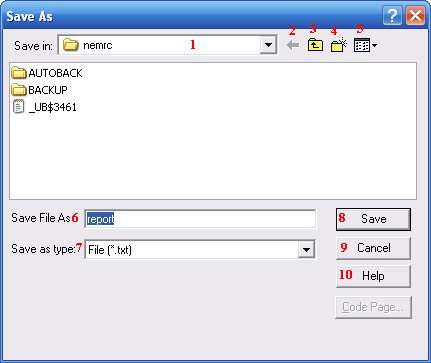 Save As
2 3 4 5
Save in: nemrc 1
AUTOBACK
BACKUP
_UB$3461
Save File As 6 report 8 Save
Save as type: 7 File (*.txt) 9 Cancel
10 Help
Code Page...